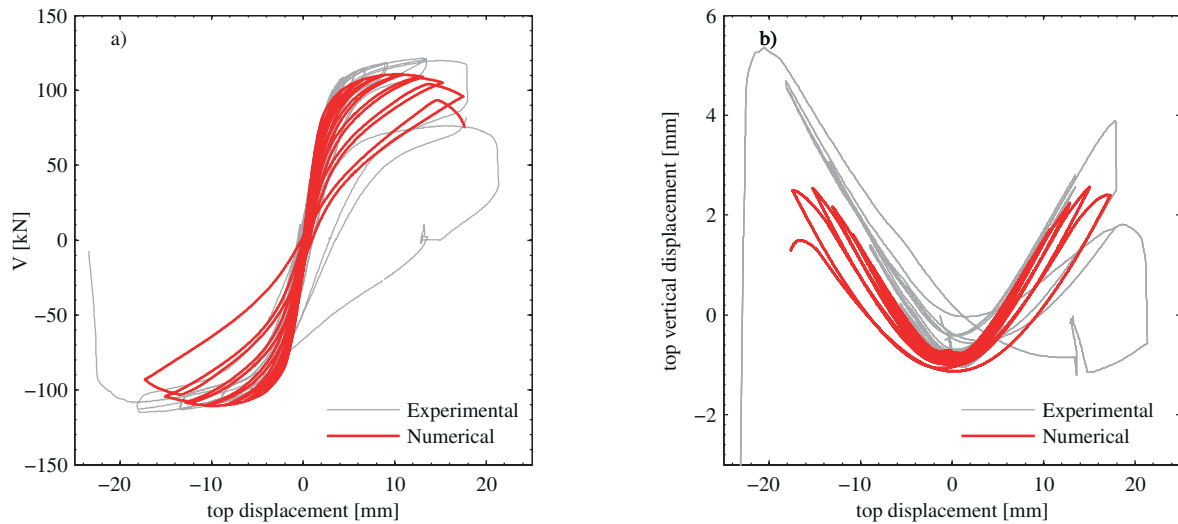 a)
150
100
50
0
−50
−100
−150
V [kN]
−20 −10 0 10 20
top displacement [mm]
Experimental
Numerical
b)
6
4
2
0
−2
top vertical displacement [mm]
−20 −10 0 10 20
top displacement [mm]
Experimental
Numerical